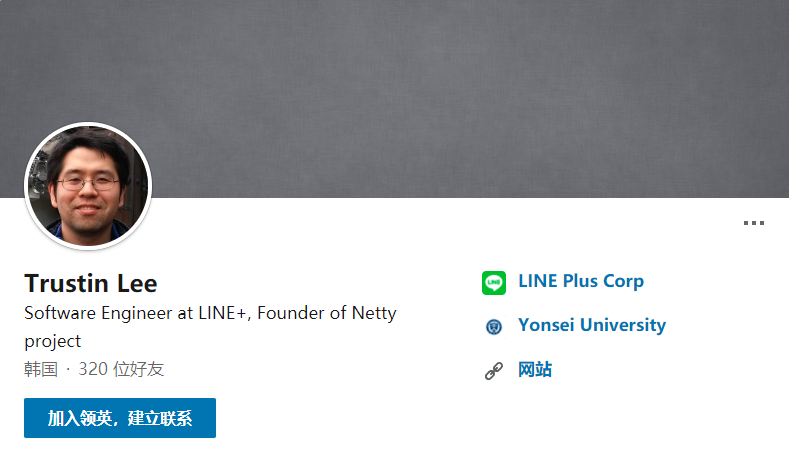 Trustin Lee
Software Engineer at LINE+, Founder of Netty
project
韩国 · 320 位好友
加入领英，建立联系
LINE
LINE Plus Corp
Yonsei University
网站